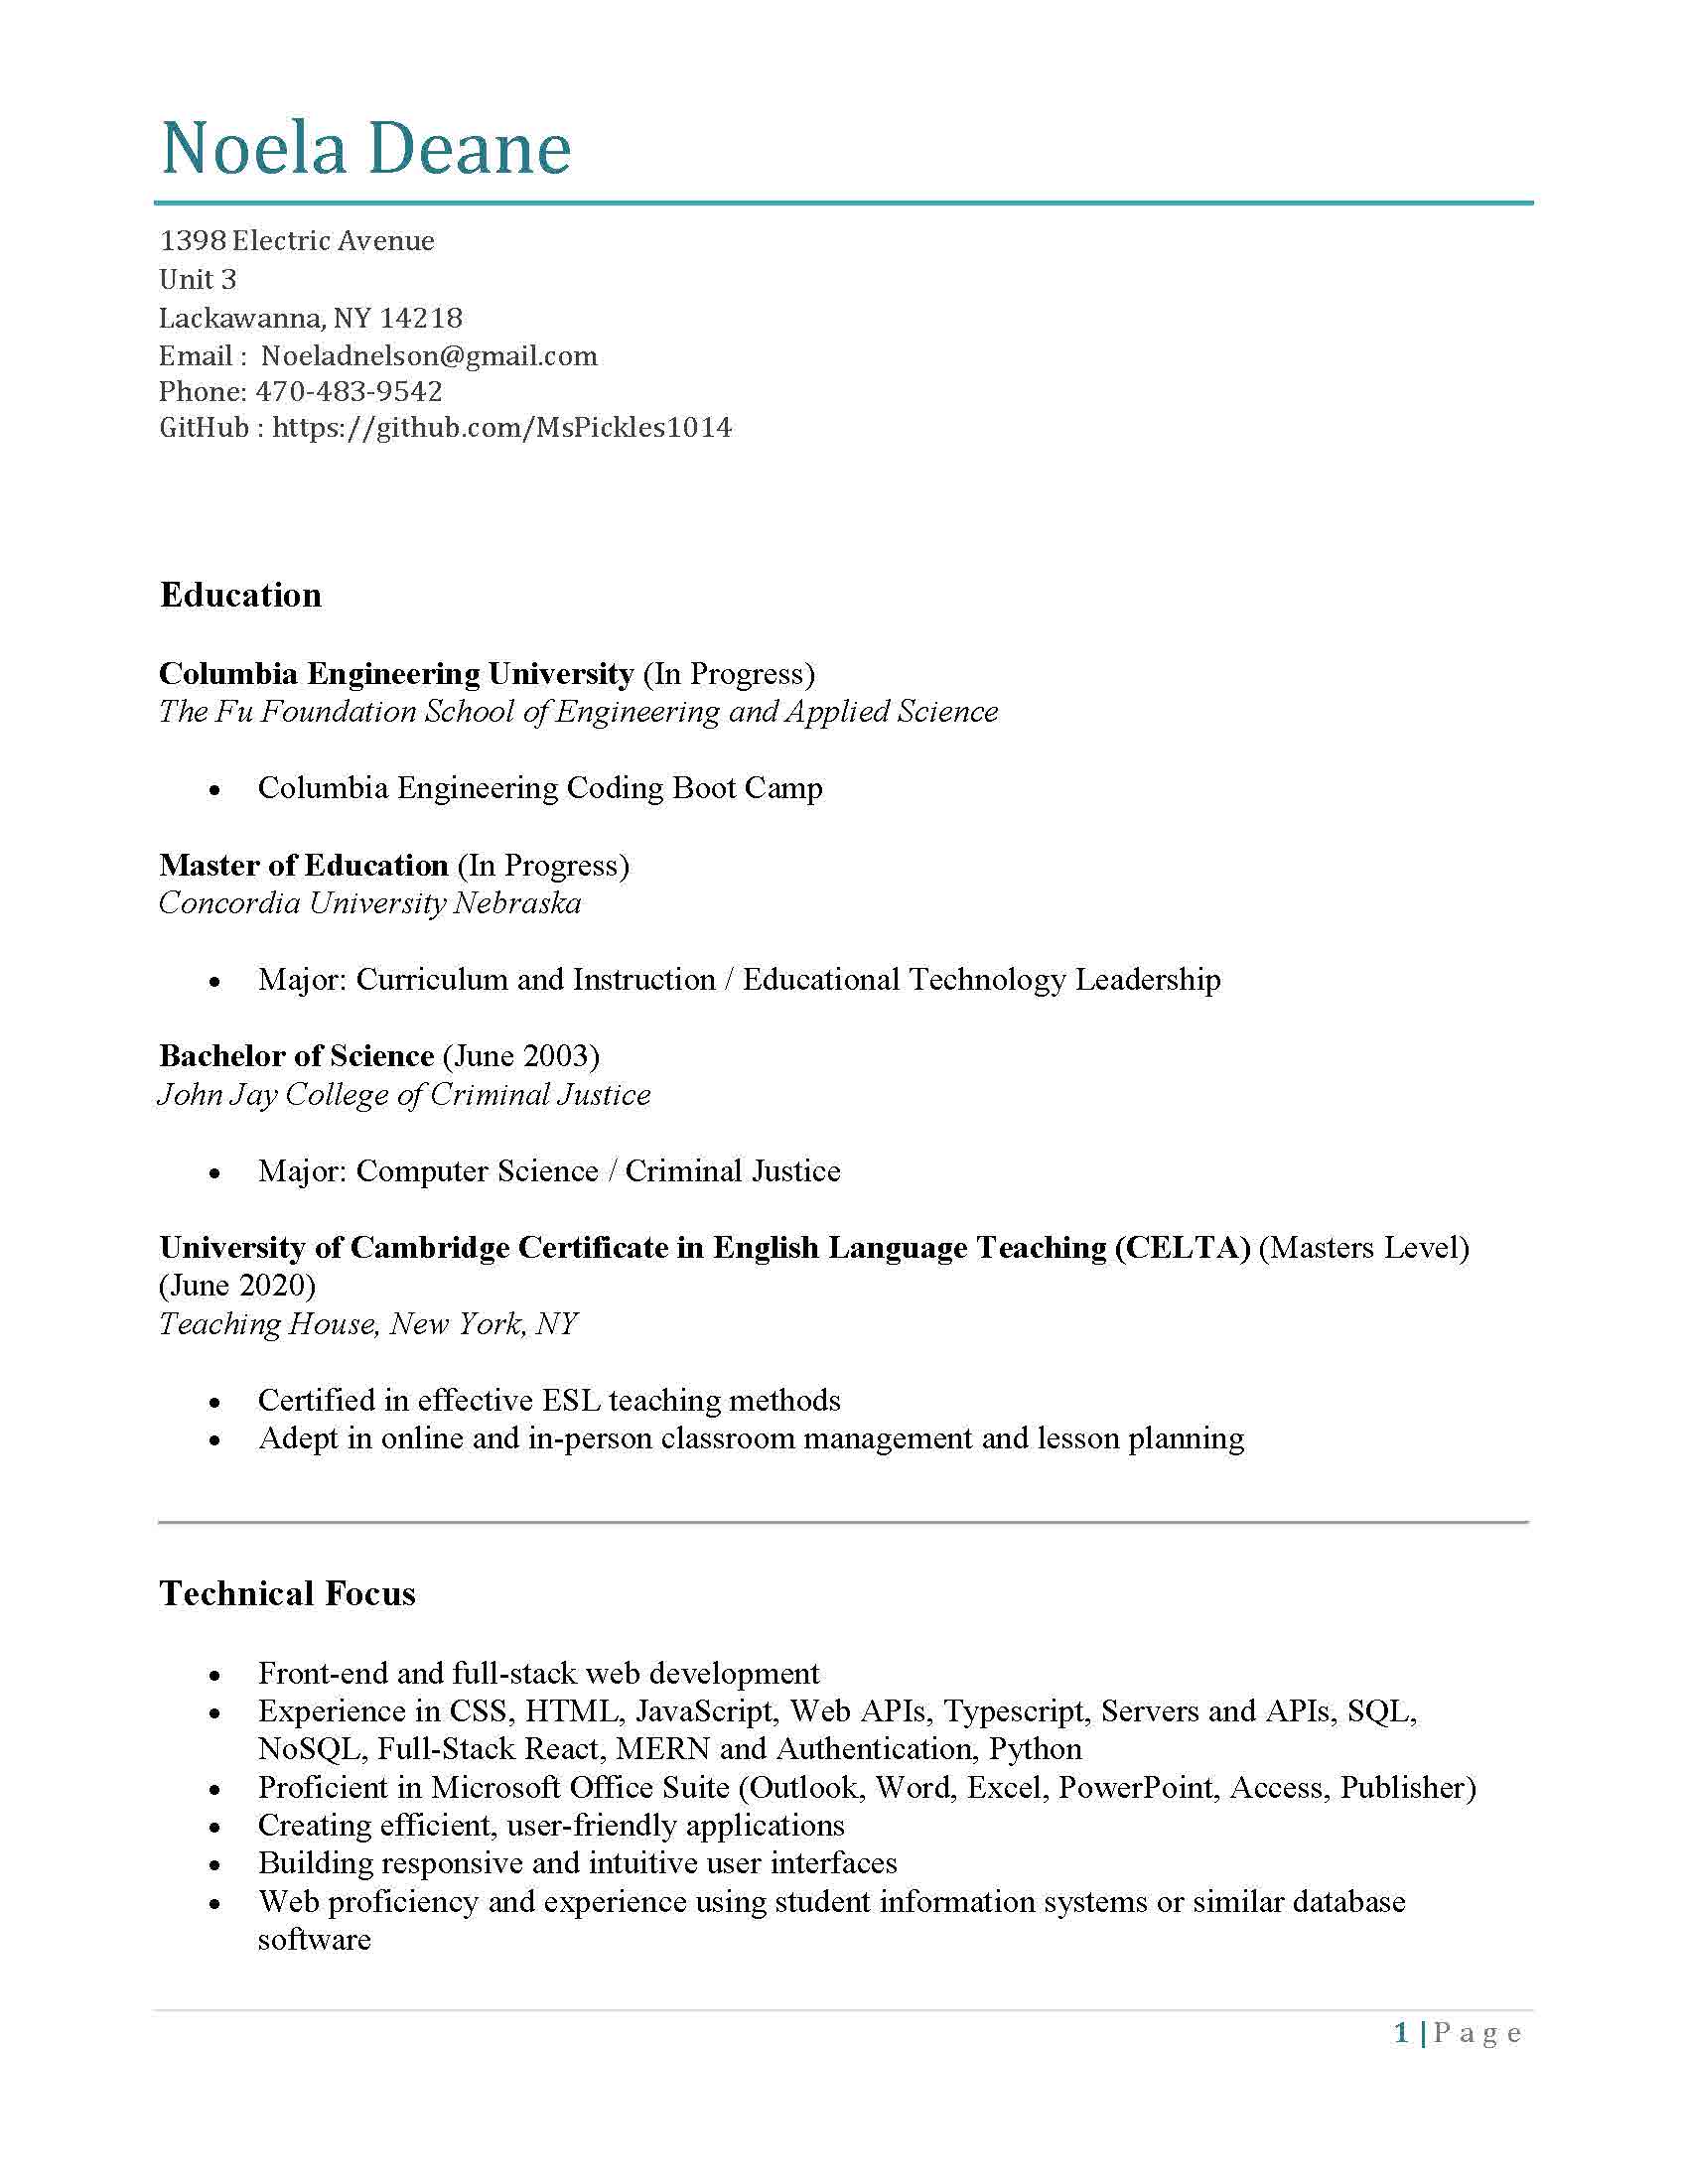 Noela Deane
1398 Electric Avenue
Unit 3
Lackawanna, NY 14218
Email :  Noeladnelson@gmail.com
Phone: 470-483-9542
GitHub : https://github.com/MsPickles1014
Education
Columbia Engineering University (In Progress)
The Fu Foundation School of Engineering and Applied Science
• Columbia Engineering Coding Boot Camp
Master of Education (In Progress)
Concordia University Nebraska
• Major: Curriculum and Instruction / Educational Technology Leadership
Bachelor of Science (June 2003)
John Jay College of Criminal Justice
• Major: Computer Science / Criminal Justice
University of Cambridge Certificate in English Language Teaching (CELTA) (Masters Level)
(June 2020)
Teaching House, New York, NY
• Certified in effective ESL teaching methods
• Adept in online and in-person classroom management and lesson planning
Technical Focus
• Front-end and full-stack web development
• Experience in CSS, HTML, JavaScript, Web APIs, Typescript, Servers and APIs, SQL,
NoSQL, Full-Stack React, MERN and Authentication, Python
• Proficient in Microsoft Office Suite (Outlook, Word, Excel, PowerPoint, Access, Publisher)
• Creating efficient, user-friendly applications
• Building responsive and intuitive user interfaces
• Web proficiency and experience using student information systems or similar database
software
1 | P a g e